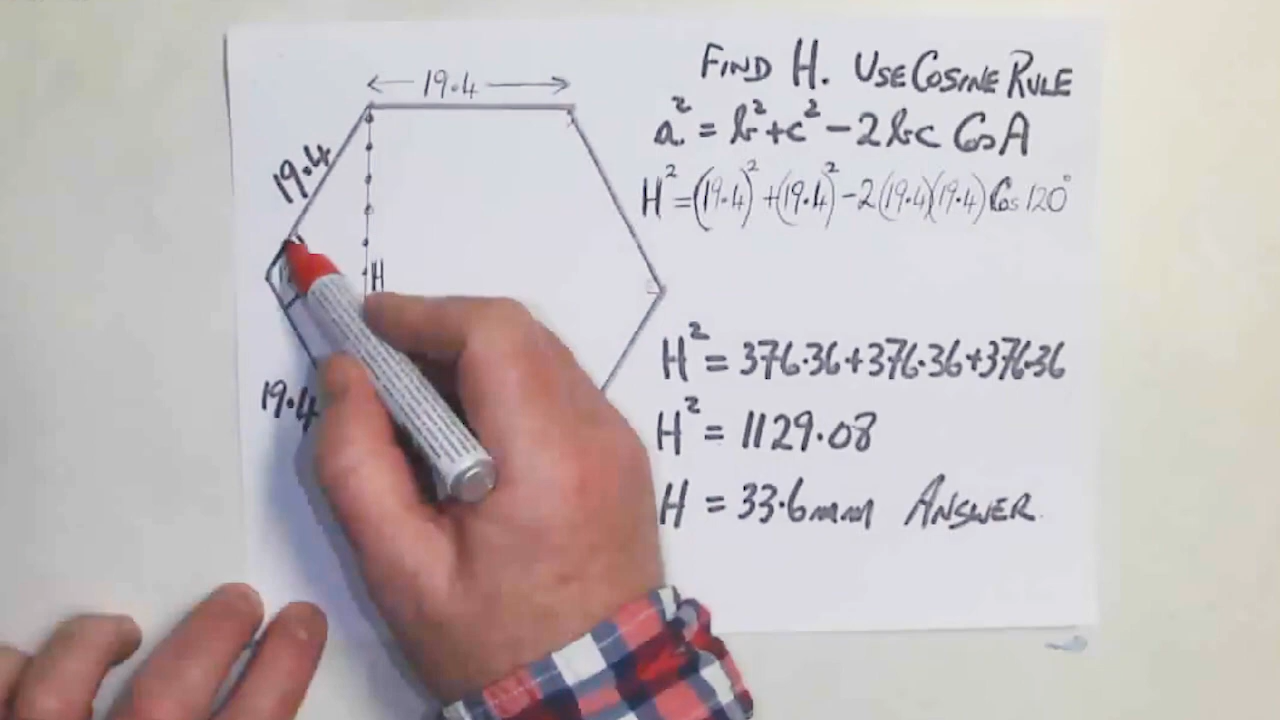 19.4
19.4
H
19.4
FIND H. USE COSINE RULE
a² = b² + c² - 2bc Cos A
H² = (19.4)² + (19.4)² - 2(19.4)(19.4) Cos 120°
H² = 376.36 + 376.36 + 376.36
H² = 1129.08
H = 33.6mm ANSWER